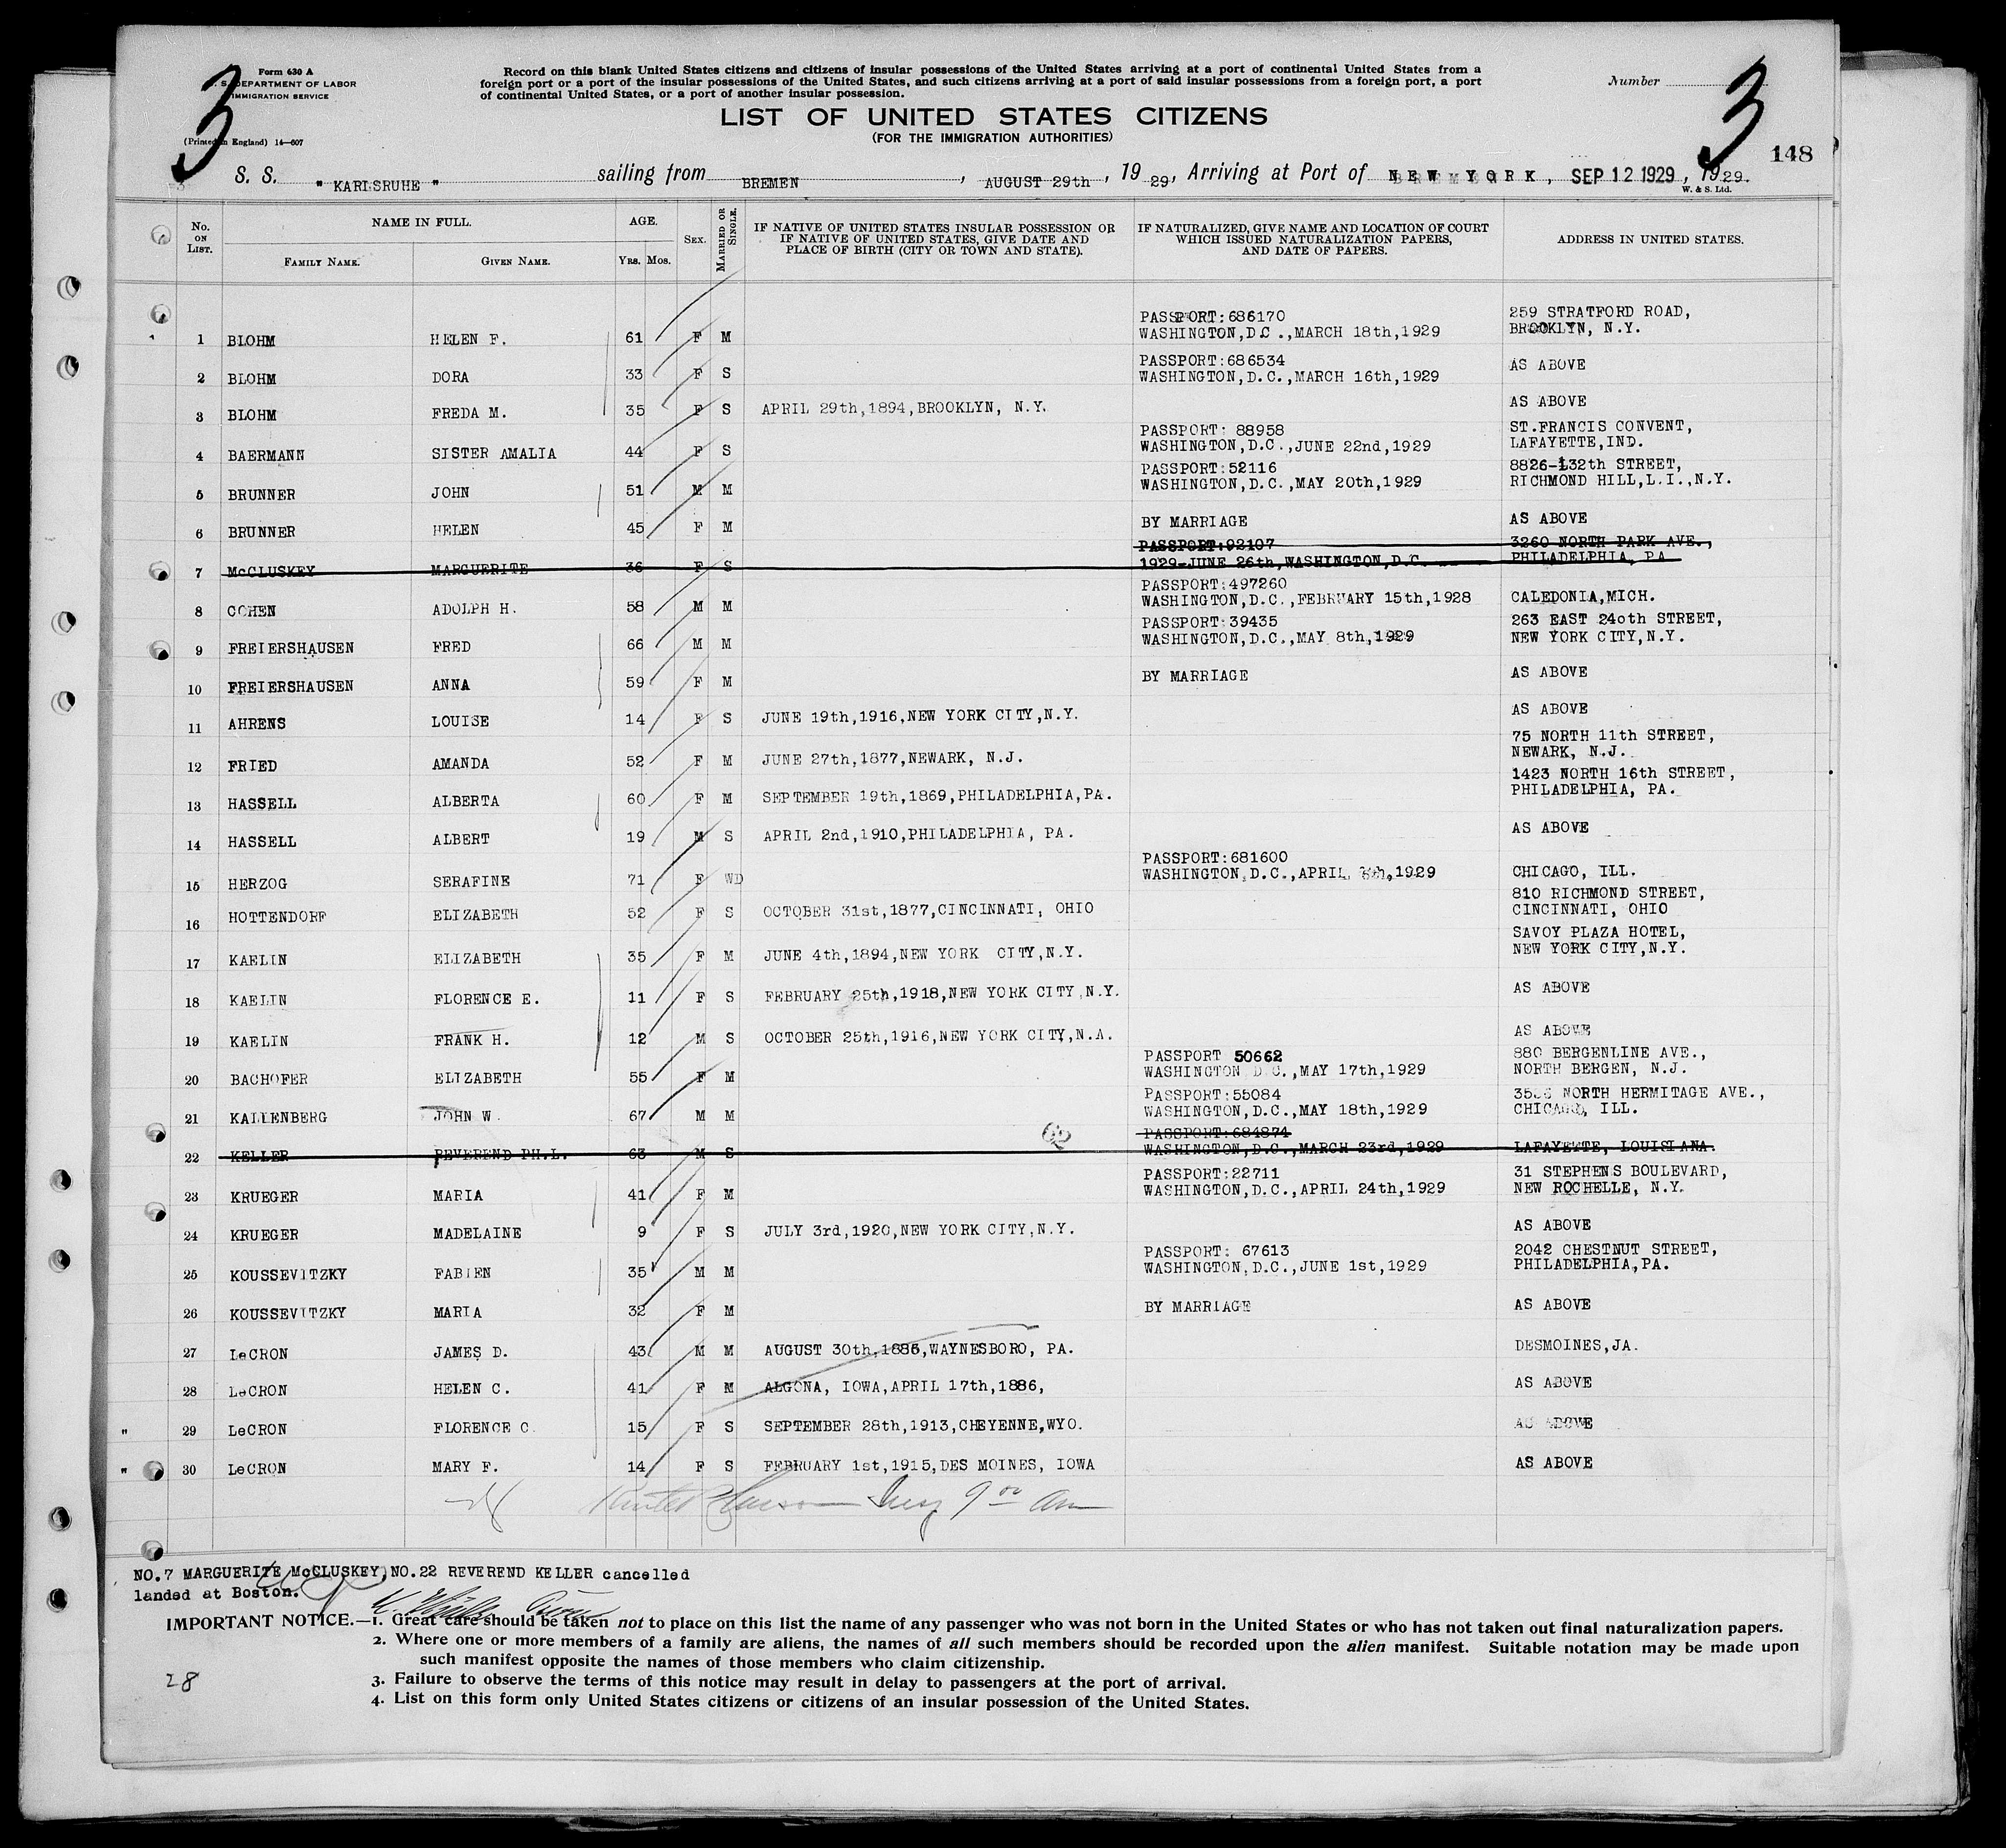 Form 630 A
U. S. DEPARTMENT OF LABOR
IMMIGRATION SERVICE
(Printed in England) 14—607
3
Record on this blank United States citizens and citizens of insular possessions of the United States arriving at a port of continental United States from a
foreign port or a port of the insular possessions of the United States, and such citizens arriving at a port of said insular possessions from a foreign port, a port
of continental United States, or a port of another insular possession.
Number
3
148
LIST OF UNITED STATES CITIZENS
(FOR THE IMMIGRATION AUTHORITIES)
S. S. " KARLSRUHE " sailing from BREMEN, AUGUST 29th, 1929, Arriving at Port of NEW YORK, SEP 12 1929, 1929.
W. & S. Ltd.
No. ON LIST. NAME IN FULL. FAMILY NAME. GIVEN NAME. AGE. YRS. MOS. SEX. MARRIED OR SINGLE. IF NATIVE OF UNITED STATES INSULAR POSSESSION OR IF NATIVE OF UNITED STATES, GIVE DATE AND PLACE OF BIRTH (CITY OR TOWN AND STATE). IF NATURALIZED, GIVE NAME AND LOCATION OF COURT WHICH ISSUED NATURALIZATION PAPERS, AND DATE OF PAPERS. ADDRESS IN UNITED STATES.
PASSPORT:686170 259 STRATFORD ROAD,
1 BLOHM HELEN F. 61 F M WASHINGTON,D.C.,MARCH 18th,1929 BROOKLYN, N.Y.
PASSPORT:686534
2 BLOHM DORA 33 F S WASHINGTON,D.C.,MARCH 16th,1929 AS ABOVE
3 BLOHM FREDA M. 35 F S APRIL 29th,1894,BROOKLYN, N.Y. AS ABOVE
PASSPORT: 88958 ST.FRANCIS CONVENT,
4 BAERMANN SISTER AMALIA 44 F S WASHINGTON,D.C.,JUNE 22nd,1929 LAFAYETTE,IND.
PASSPORT:52116 8826-132th STREET,
5 BRUNNER JOHN 51 M M WASHINGTON,D.C.,MAY 20th,1929 RICHMOND HILL,L.I.,N.Y.
6 BRUNNER HELEN 45 F M BY MARRIAGE AS ABOVE
PASSPORT:92107 3260 NORTH PARK AVE.,
7 McCLUSKEY MARGUERITE 36 F S 1929-JUNE 26th,WASHINGTON,D.C. PHILADELPHIA, PA
PASSPORT:497260
8 COHEN ADOLPH H. 58 M M WASHINGTON,D.C.,FEBRUARY 15th,1928 CALEDONIA,MICH.
PASSPORT:39435 263 EAST 240th STREET,
9 FREIERSHAUSEN FRED 66 M M WASHINGTON,D.C.,MAY 8th,1929 NEW YORK CITY,N.Y.
10 FREIERSHAUSEN ANNA 59 F M BY MARRIAGE AS ABOVE
11 AHRENS LOUISE 14 F S JUNE 19th,1916,NEW YORK CITY,N.Y. AS ABOVE
75 NORTH 11th STREET,
12 FRIED AMANDA 52 F M JUNE 27th,1877,NEWARK, N.J. NEWARK, N.J.
1423 NORTH 16th STREET,
13 HASSELL ALBERTA 60 F M SEPTEMBER 19th,1869,PHILADELPHIA,PA. PHILADELPHIA, PA.
14 HASSELL ALBERT 19 M S APRIL 2nd,1910,PHILADELPHIA, PA. AS ABOVE
PASSPORT:681600
15 HERZOG SERAFINE 71 F WD WASHINGTON,D.C.,APRIL 1929 CHICAGO, ILL.
810 RICHMOND STREET,
16 HOTTENDORF ELIZABETH 52 F S OCTOBER 31st,1877,CINCINNATI, OHIO CINCINNATI, OHIO
SAVOY PLAZA HOTEL,
17 KAELIN ELIZABETH 35 F M JUNE 4th,1894,NEW YORK CITY,N.Y. NEW YORK CITY,N.Y.
18 KAELIN FLORENCE E. 11 F S FEBRUARY 25th,1918,NEW YORK CITY,N.Y. AS ABOVE
19 KAELIN FRANK H. 12 M S OCTOBER 25th,1916,NEW YORK CITY,N.A. AS ABOVE
PASSPORT 50662 880 BERGENLINE AVE.,
20 BACHOFER ELIZABETH 55 F M WASHINGTON D.C.,MAY 17th,1929 NORTH BERGEN, N.J.
PASSPORT:55084 NORTH HERMITAGE AVE.,
21 KALLENBERG JOHN W. 67 M M WASHINGTON,D.C.,MAY 18th,1929 CHICAGO, ILL.
62 PASSPORT:684874
22 KELLER REVEREND PH.L. 63 M S WASHINGTON,D.C.,MARCH 23rd,1929 LAFAYETTE, LOUISIANA.
PASSPORT:22711 31 STEPHENS BOULEVARD,
23 KRUEGER MARIA 41 F M WASHINGTON,D.C.,APRIL 24th,1929 NEW ROCHELLE, N.Y.
24 KRUEGER MADELAINE 9 F S JULY 3rd,1920,NEW YORK CITY,N.Y. AS ABOVE
PASSPORT: 67613 2042 CHESTNUT STREET,
25 KOUSSEVITZKY FABIEN 35 M M WASHINGTON,D.C.,JUNE 1st,1929 PHILADELPHIA,PA.
26 KOUSSEVITZKY MARIA 32 F M BY MARRIAGE AS ABOVE
27 LeCRON JAMES D. 43 M M AUGUST 30th,1885,WAYNESBORO, PA. DESMOINES,JA.
28 LeCRON HELEN C. 41 F M ALGONA, IOWA,APRIL 17th,1886, AS ABOVE
" 29 LeCRON FLORENCE C. 15 F S SEPTEMBER 28th,1913,CHEYENNE,WYO. AS ABOVE
" 30 LeCRON MARY F. 14 F S FEBRUARY 1st,1915,DES MOINES, IOWA AS ABOVE
9 00 am
NO.7 MARGUERITE McCLUSKEY,NO.22 REVEREND KELLER cancelled
landed at Boston.
IMPORTANT NOTICE.—1. Great care should be taken not to place on this list the name of any passenger who was not born in the United States or who has not taken out final naturalization papers.
2. Where one or more members of a family are aliens, the names of all such members should be recorded upon the alien manifest. Suitable notation may be made upon
such manifest opposite the names of those members who claim citizenship.
28
3. Failure to observe the terms of this notice may result in delay to passengers at the port of arrival.
4. List on this form only United States citizens or citizens of an insular possession of the United States.